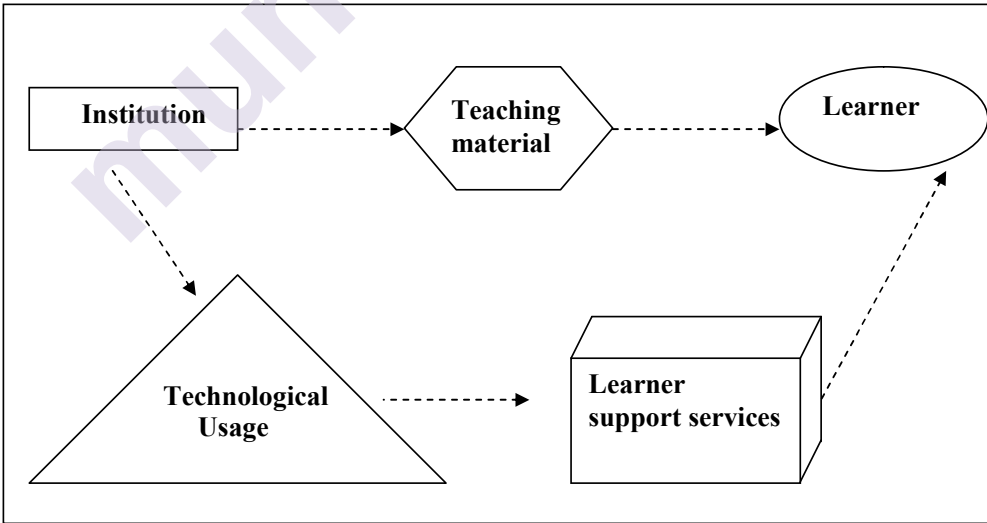 Institution
Teaching
material
Learner
Technological
Usage
Learner
support services